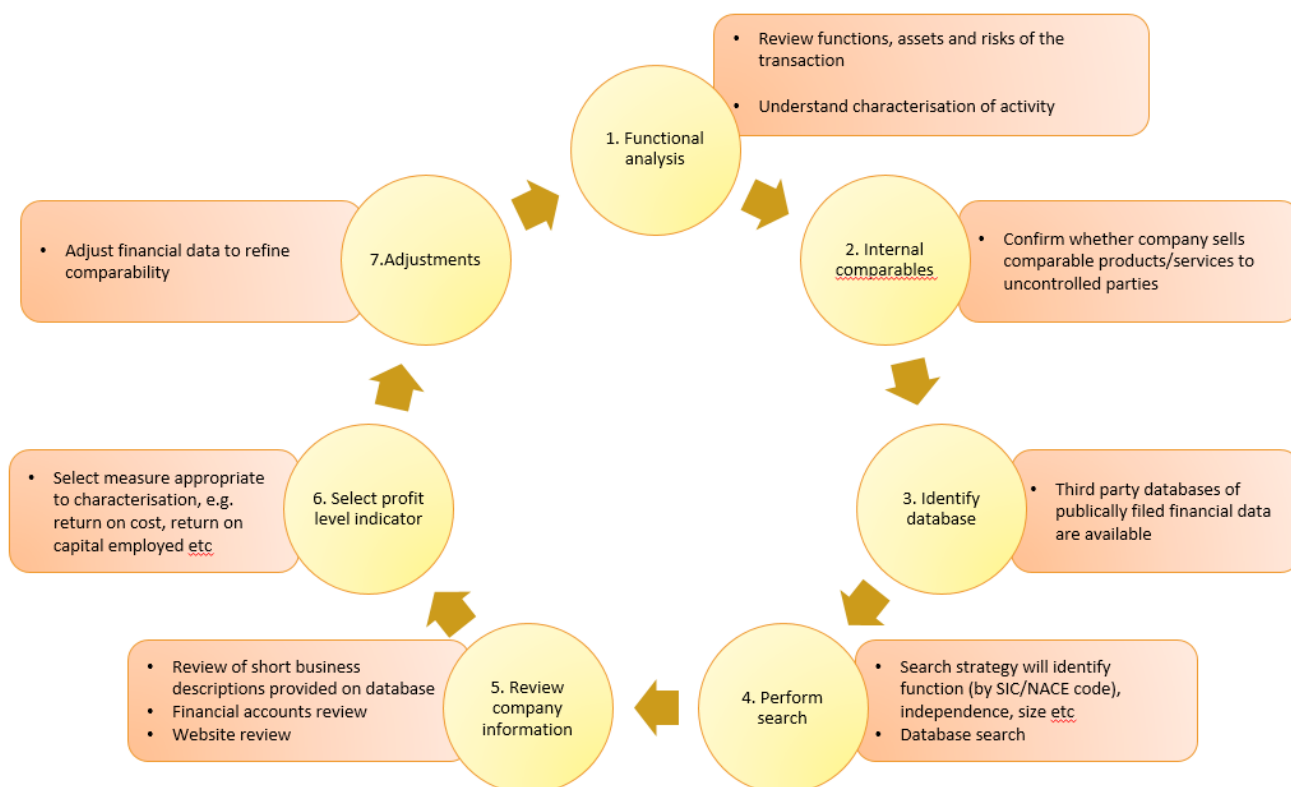 • Review functions, assets and risks of the
transaction
• Understand characterisation of activity
1. Functional
analysis
2. Internal
comparables
• Confirm whether company sells
comparable products/services to
uncontrolled parties
3. Identify
database
• Third party databases of
publically filed financial data
are available
4. Perform
search
• Search strategy will identify
function (by SIC/NACE code),
independence, size etc
• Database search
5. Review
company
information
• Review of short business
descriptions provided on database
• Financial accounts review
• Website review
6. Select profit
level indicator
• Select measure appropriate
to characterisation, e.g.
return on cost, return on
capital employed etc
7.Adjustments
• Adjust financial data to refine
comparability